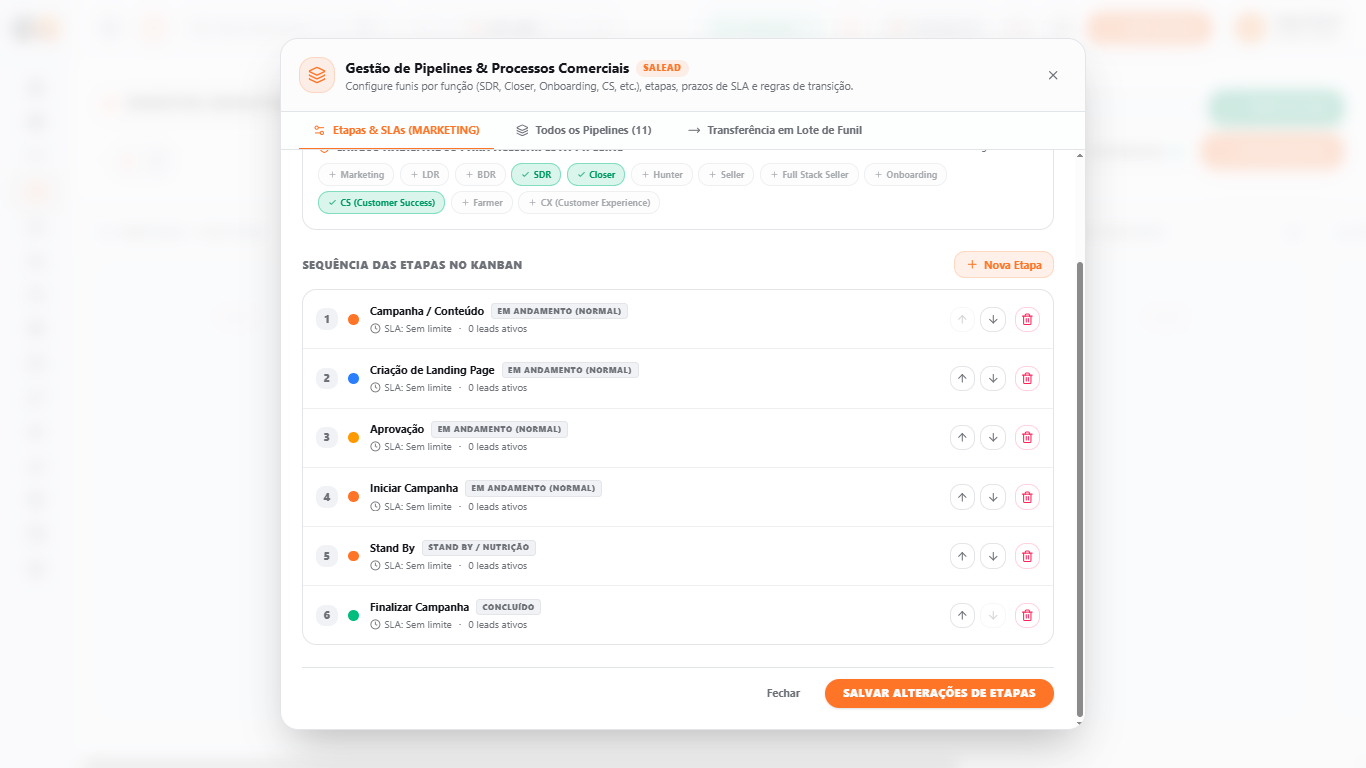 Gestão de Pipelines & Processos Comerciais SALEAD
Configure funis por função (SDR, Closer, Onboarding, CS, etc.), etapas, prazos de SLA e regras de transição.
Etapas & SLAs (MARKETING) Todos os Pipelines (11) Transferência em Lote de Funil
+ Marketing + LDR + BDR ✓ SDR ✓ Closer + Hunter + Seller + Full Stack Seller + Onboarding
✓ CS (Customer Success) + Farmer + CX (Customer Experience)
SEQUÊNCIA DAS ETAPAS NO KANBAN + Nova Etapa
1 Campanha / Conteúdo EM ANDAMENTO (NORMAL)
SLA: Sem limite · 0 leads ativos
2 Criação de Landing Page EM ANDAMENTO (NORMAL)
SLA: Sem limite · 0 leads ativos
3 Aprovação EM ANDAMENTO (NORMAL)
SLA: Sem limite · 0 leads ativos
4 Iniciar Campanha EM ANDAMENTO (NORMAL)
SLA: Sem limite · 0 leads ativos
5 Stand By STAND BY / NUTRIÇÃO
SLA: Sem limite · 0 leads ativos
6 Finalizar Campanha CONCLUÍDO
SLA: Sem limite · 0 leads ativos
Fechar SALVAR ALTERAÇÕES DE ETAPAS